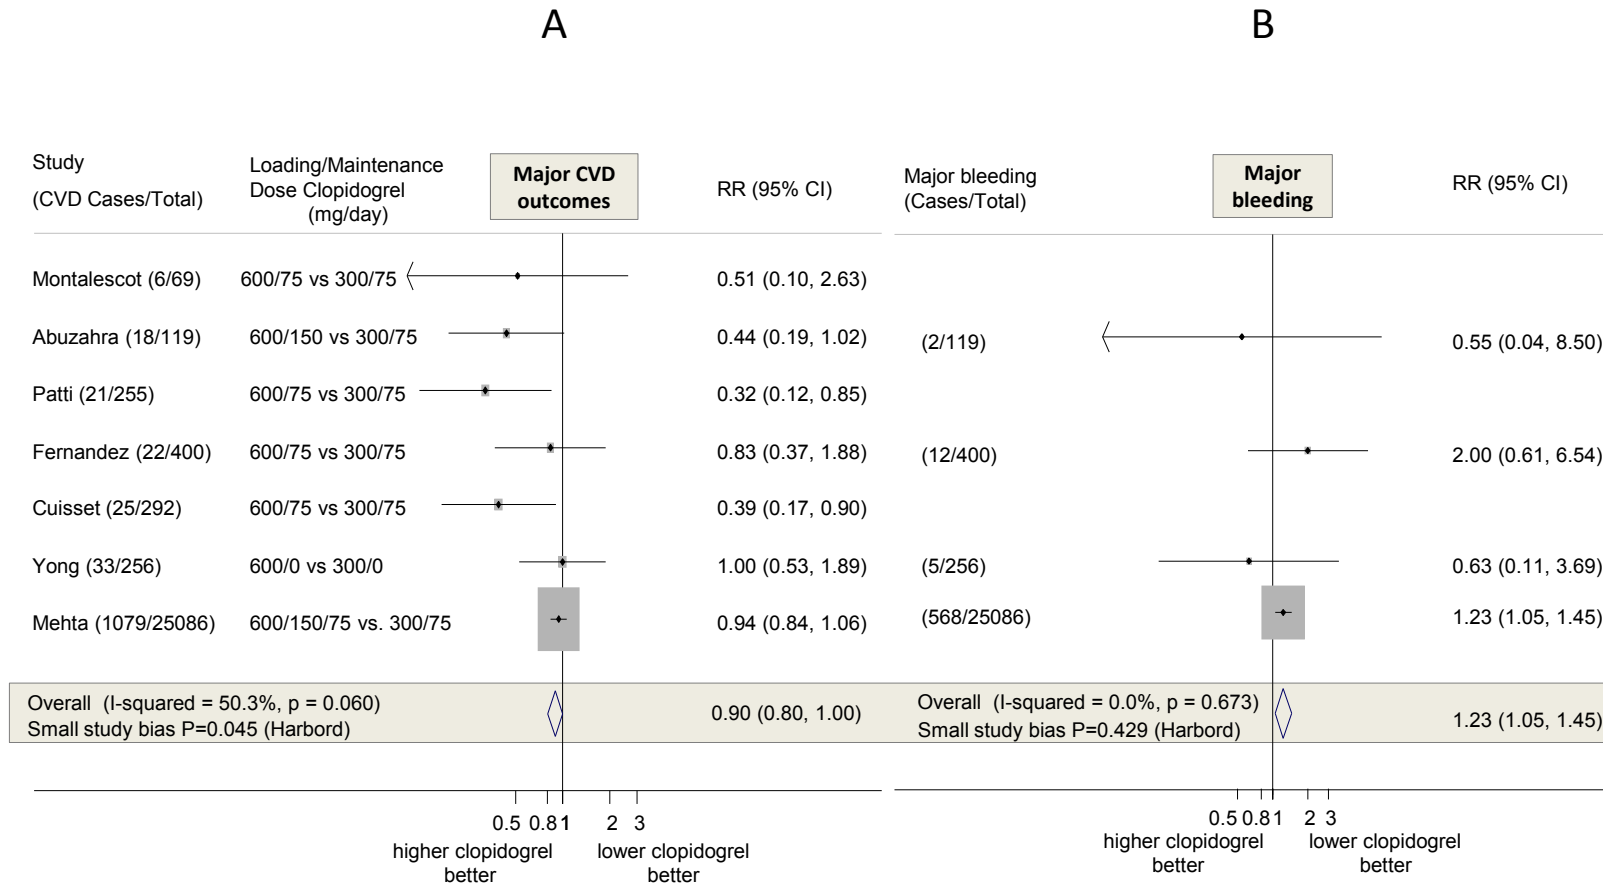 A
B
Study
(CVD Cases/Total)
Loading/Maintenance
Dose Clopidogrel
(mg/day)
Major CVD
outcomes
RR (95% CI)
Major bleeding
(Cases/Total)
Major
bleeding
RR (95% CI)
Montalescot (6/69) 600/75 vs 300/75 0.51 (0.10, 2.63)
Abuzahra (18/119) 600/150 vs 300/75 0.44 (0.19, 1.02) (2/119) 0.55 (0.04, 8.50)
Patti (21/255) 600/75 vs 300/75 0.32 (0.12, 0.85)
Fernandez (22/400) 600/75 vs 300/75 0.83 (0.37, 1.88) (12/400) 2.00 (0.61, 6.54)
Cuisset (25/292) 600/75 vs 300/75 0.39 (0.17, 0.90)
Yong (33/256) 600/0 vs 300/0 1.00 (0.53, 1.89) (5/256) 0.63 (0.11, 3.69)
Mehta (1079/25086) 600/150/75 vs. 300/75 0.94 (0.84, 1.06) (568/25086) 1.23 (1.05, 1.45)
Overall (I-squared = 50.3%, p = 0.060)
Small study bias P=0.045 (Harbord)
0.90 (0.80, 1.00)
Overall (I-squared = 0.0%, p = 0.673)
Small study bias P=0.429 (Harbord)
1.23 (1.05, 1.45)
0.5 0.8 1 2 3
higher clopidogrel
better
lower clopidogrel
better
0.5 0.8 1 2 3
higher clopidogrel
better
lower clopidogrel
better